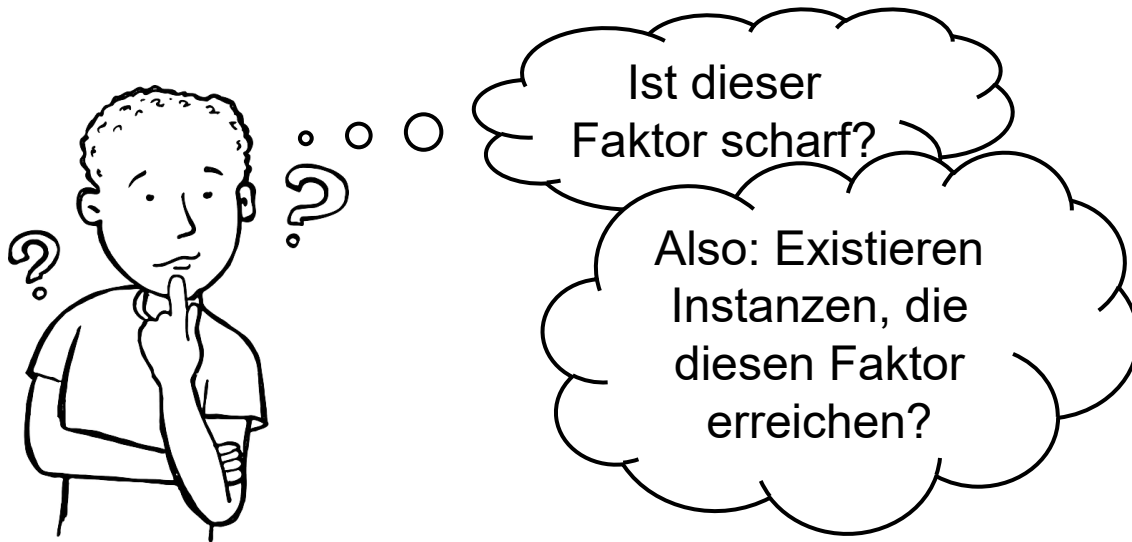 Ist dieser
Faktor scharf?
Also: Existieren
Instanzen, die
diesen Faktor
erreichen?
?
?